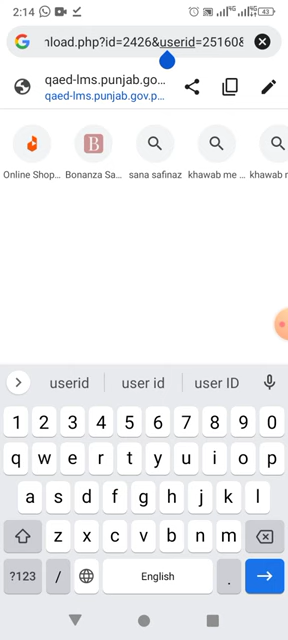 2:14
43
nload.php?id=2426&userid=25160&
qaed-lms.punjab.go...
qaed-lms.punjab.gov.p...
Online Shop... Bonanza Sa... sana safinaz khawab me ... khawab m
userid user id user ID
1 2 3 4 5 6 7 8 9 0
q w e r t y u i o p
a s d f g h j k l
z x c v b n m
?123 / English .